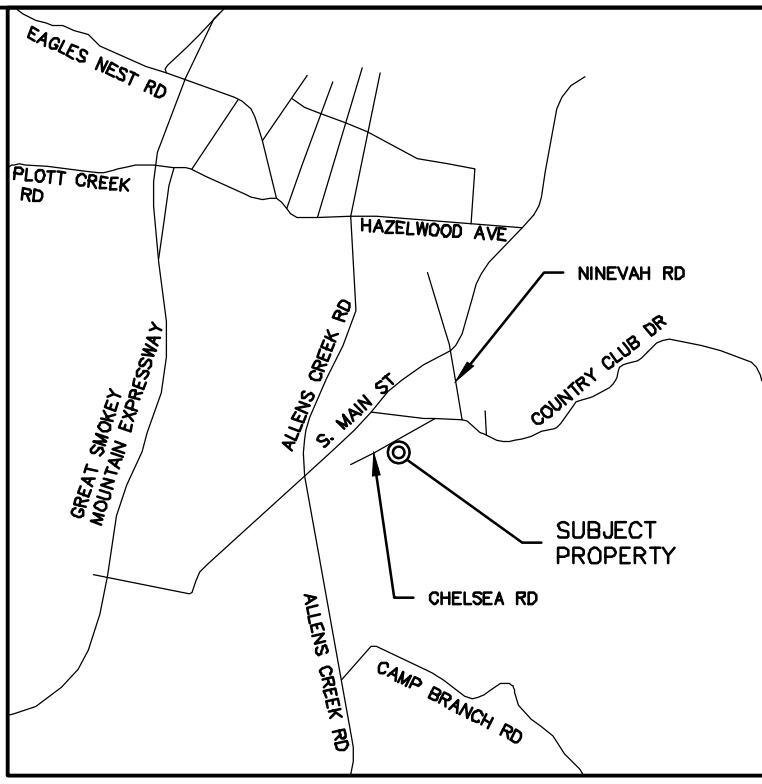 EAGLES NEST RD
PLOTT CREEK
RD
HAZELWOOD AVE
NINEVAH RD
COUNTRY CLUB DR
ALLENS CREEK RD
S. MAIN ST
GREAT SMOKEY
MOUNTAIN EXPRESSWAY
SUBJECT
PROPERTY
CHELSEA RD
ALLENS CREEK RD
CAMP BRANCH RD